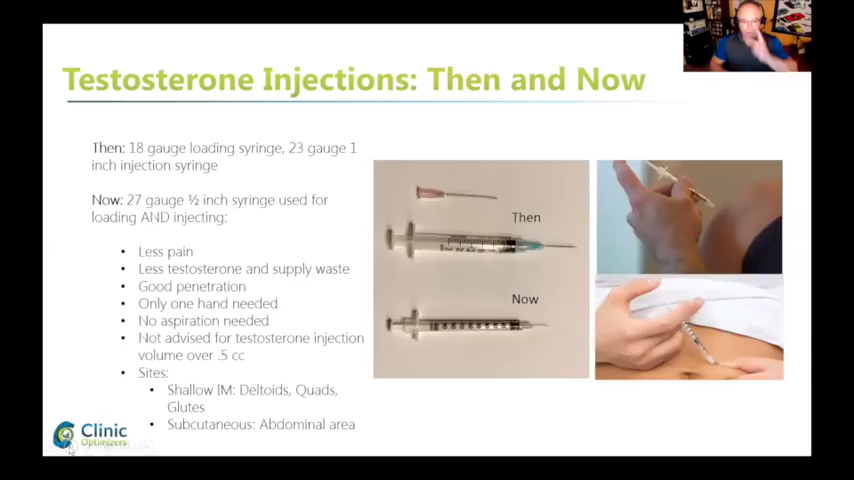 Testosterone Injections: Then and Now
Then: 18 gauge loading syringe, 23 gauge 1
inch injection syringe
Now: 27 gauge ½ inch syringe used for
loading AND injecting:
• Less pain
• Less testosterone and supply waste
• Good penetration
• Only one hand needed
• No aspiration needed
• Not advised for testosterone injection
volume over .5 cc
• Sites:
• Shallow IM: Deltoids, Quads,
Glutes
• Subcutaneous: Abdominal area
Then
Now
Clinic
Optimizers